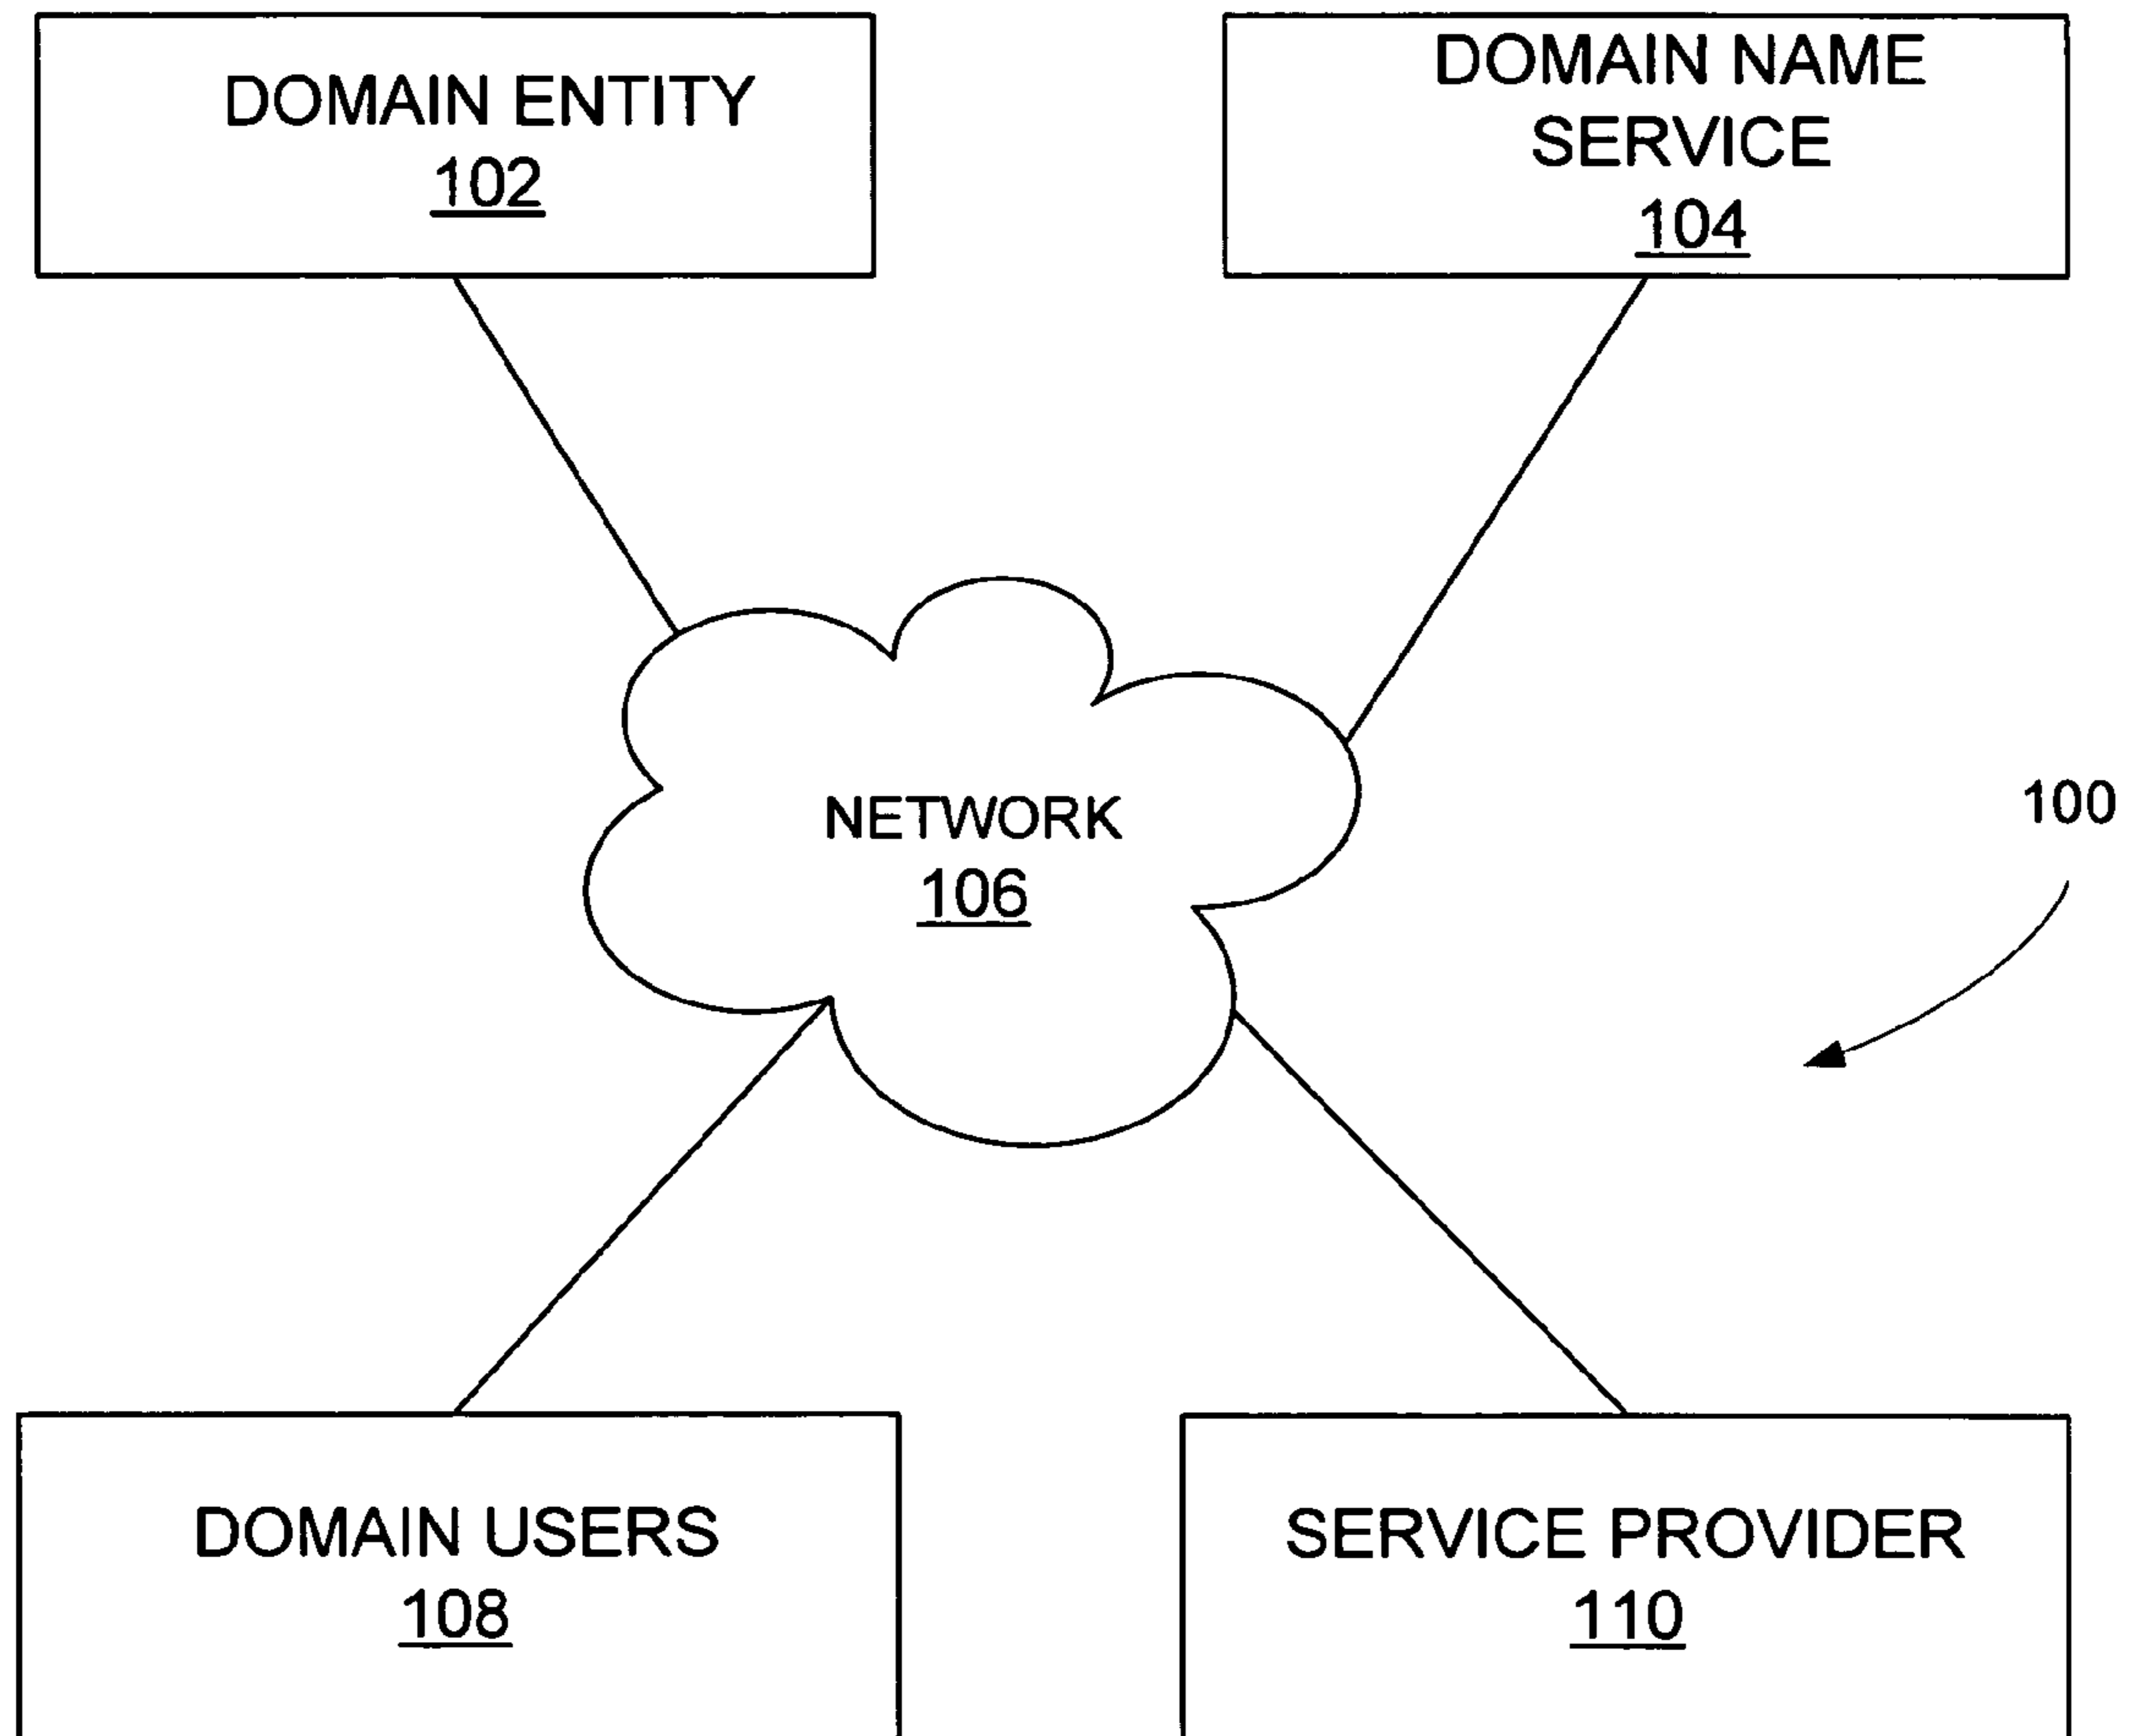 DOMAIN ENTITY
102
DOMAIN NAME
SERVICE
104
NETWORK
106
100
DOMAIN USERS
108
SERVICE PROVIDER
110